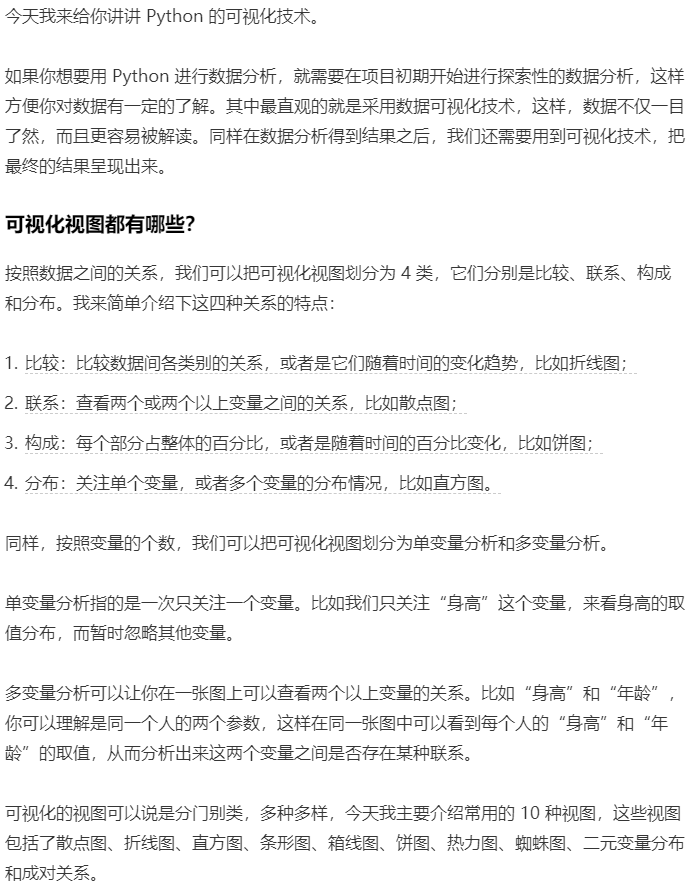 今天我来给你讲讲 Python 的可视化技术。
如果你想要用 Python 进行数据分析，就需要在项目初期开始进行探索性的数据分析，这样
方便你对数据有一定的了解。其中最直观的就是采用数据可视化技术，这样，数据不仅一目
了然，而且更容易被解读。同样在数据分析得到结果之后，我们还需要用到可视化技术，把
最终的结果呈现出来。
可视化视图都有哪些？
按照数据之间的关系，我们可以把可视化视图划分为 4 类，它们分别是比较、联系、构成
和分布。我来简单介绍下这四种关系的特点：
1. 比较：比较数据间各类别的关系，或者是它们随着时间的变化趋势，比如折线图；
2. 联系：查看两个或两个以上变量之间的关系，比如散点图；
3. 构成：每个部分占整体的百分比，或者是随着时间的百分比变化，比如饼图；
4. 分布：关注单个变量，或者多个变量的分布情况，比如直方图。
同样，按照变量的个数，我们可以把可视化视图划分为单变量分析和多变量分析。
单变量分析指的是一次只关注一个变量。比如我们只关注“身高”这个变量，来看身高的取
值分布，而暂时忽略其他变量。
多变量分析可以让你在一张图上可以查看两个以上变量的关系。比如“身高”和“年龄”，
你可以理解是同一个人的两个参数，这样在同一张图中可以看到每个人的“身高”和“年
龄”的取值，从而分析出来这两个变量之间是否存在某种联系。
可视化的视图可以说是分门别类，多种多样，今天我主要介绍常用的 10 种视图，这些视图
包括了散点图、折线图、直方图、条形图、箱线图、饼图、热力图、蜘蛛图、二元变量分布
和成对关系。